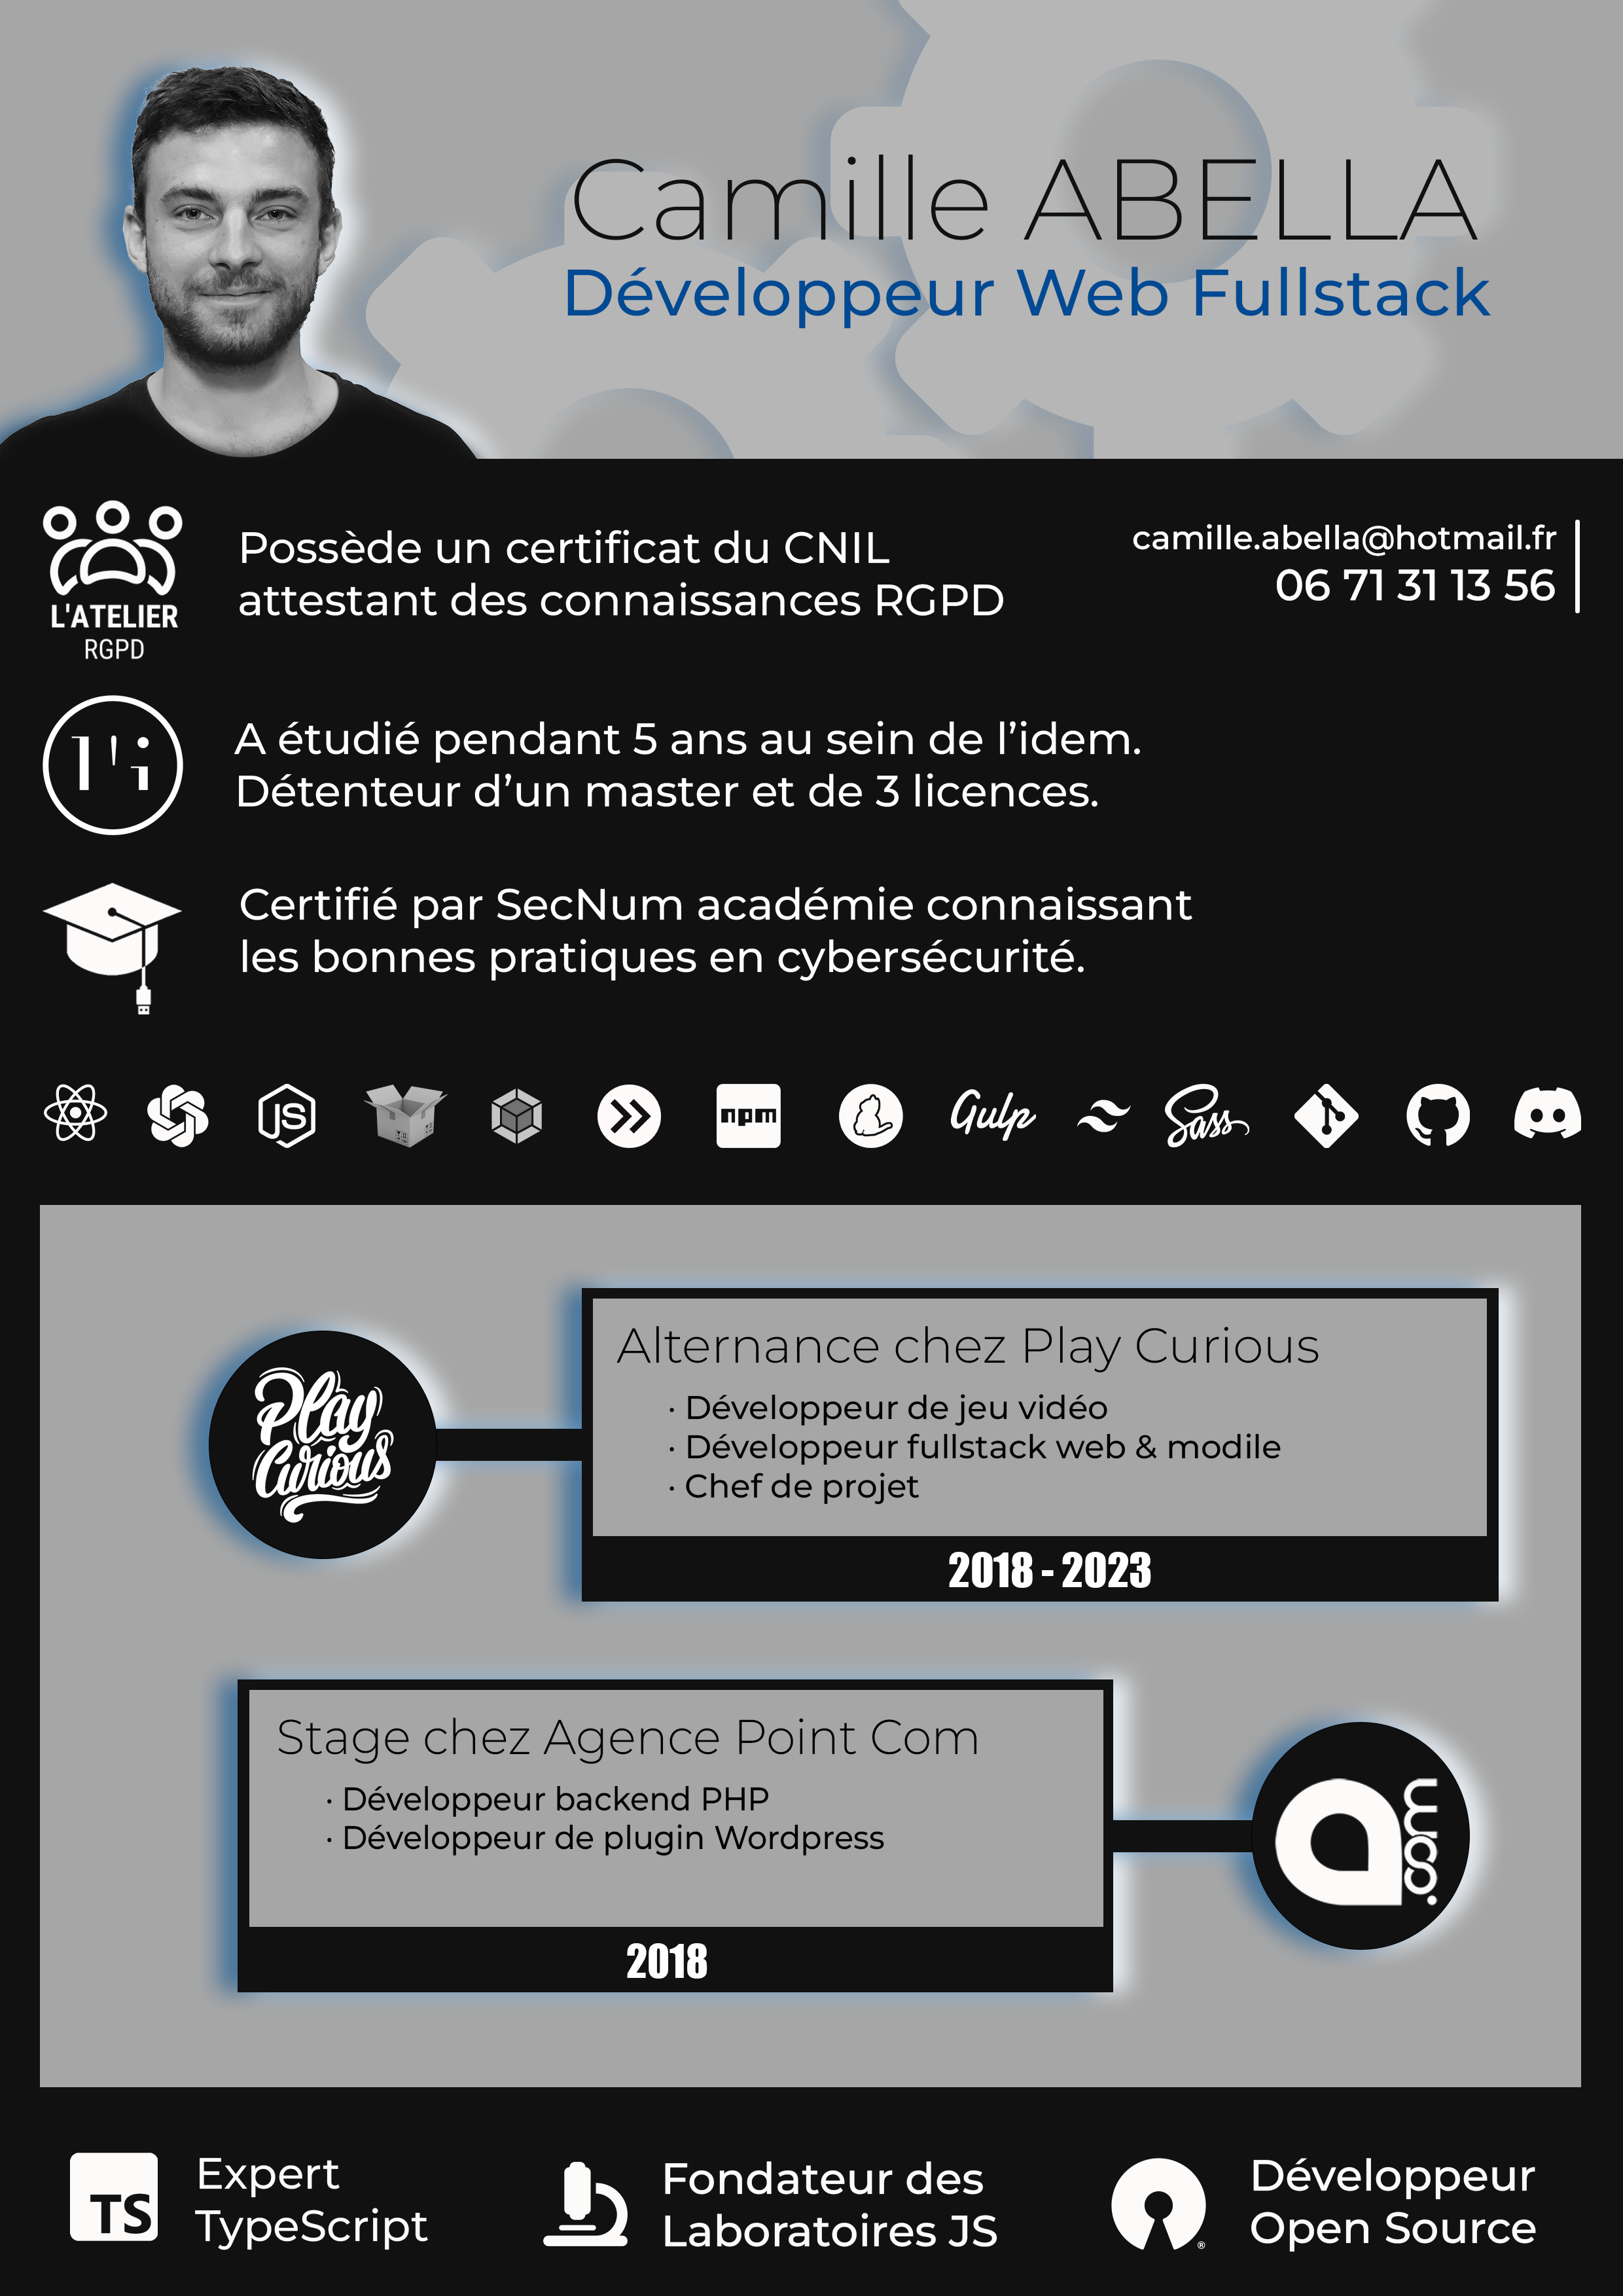 Camille ABELLA
Développeur Web Fullstack
L'ATELIER
RGPD
Possède un certificat du CNIL
attestant des connaissances RGPD
camille.abella@hotmail.fr
06 71 31 13 56
l'i
A étudié pendant 5 ans au sein de l’idem.
Détenteur d’un master et de 3 licences.
Certifié par SecNum académie connaissant
les bonnes pratiques en cybersécurité.
JS
npm
Gulp
Sass
Play
Curious
Alternance chez Play Curious
· Développeur de jeu vidéo
· Développeur fullstack web & modile
· Chef de projet
2018 - 2023
Stage chez Agence Point Com
· Développeur backend PHP
· Développeur de plugin Wordpress
2018
a
.com
TS
Expert
TypeScript
Fondateur des
Laboratoires JS
®
Développeur
Open Source